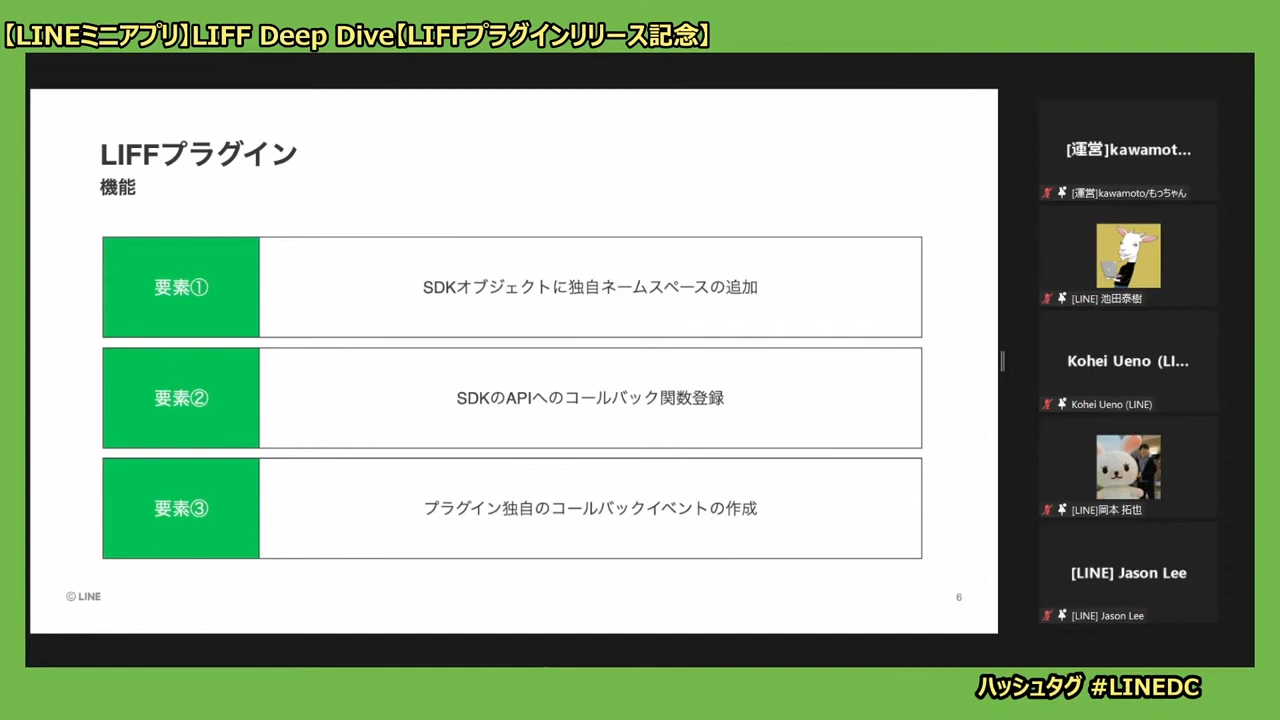 【LINEミニアプリ】LIFF Deep Dive【LIFFプラグインリリース記念】
LIFFプラグイン
機能
要素①
SDKオブジェクトに独自ネームスペースの追加
要素②
SDKのAPIへのコールバック関数登録
要素③
プラグイン独自のコールバックイベントの作成
© LINE
6
[運営]kawamot...
[運営]kawamoto/もっちゃん
[LINE] 池田泰樹
Kohei Ueno (LI...
Kohei Ueno (LINE)
[LINE]岡本 拓也
[LINE] Jason Lee
[LINE] Jason Lee
ハッシュタグ #LINEDC